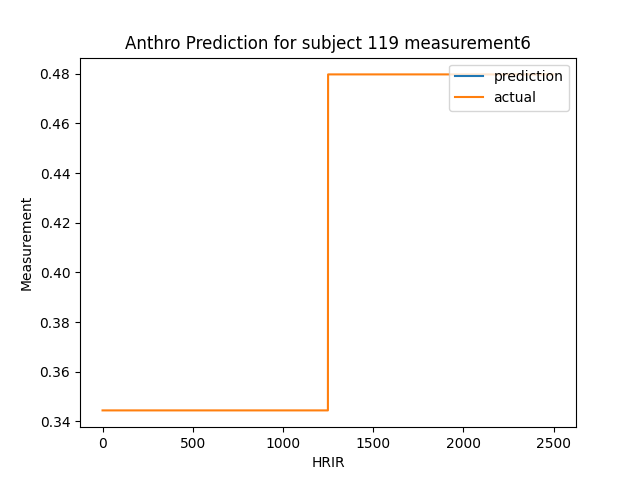 Anthro Prediction for subject 119 measurement6
prediction
actual
0.48
0.46
0.44
0.42
0.40
0.38
0.36
0.34
Measurement
0 500 1000 1500 2000 2500
HRIR